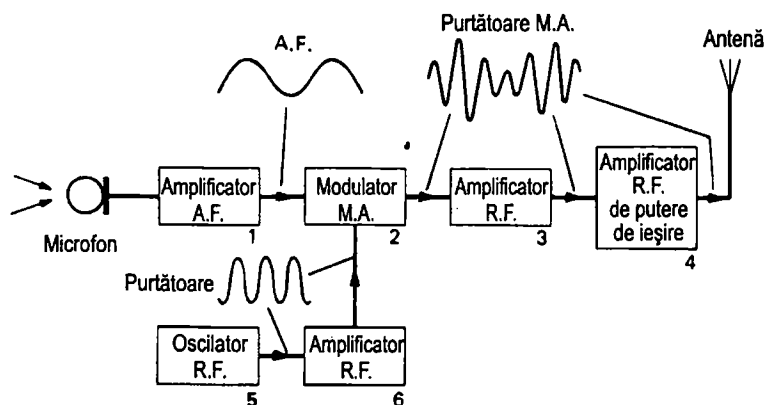 A.F.
Purtătoare M.A.
Antenă
Microfon
Amplificator
A.F.
1
Modulator
M.A.
2
Amplificator
R.F.
3
Amplificator
R.F.
de putere
de ieşire
4
Purtătoare
Oscilator
R.F.
5
Amplificator
R.F.
6